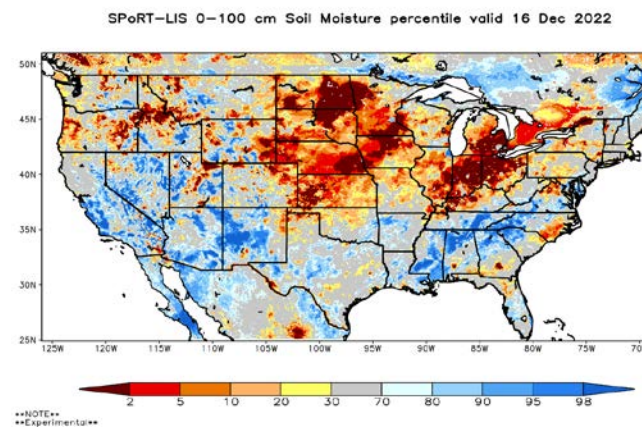 SPoRT-LIS 0-100 cm Soil Moisture percentile valid 16 Dec 2022
50N
45N
40N
35N
30N
25N
125W 120W 115W 110W 105W 100W 95W 90W 85W 80W 75W 70W
2 5 10 20 30 70 80 90 95 98
**NOTE**
**Experimental**